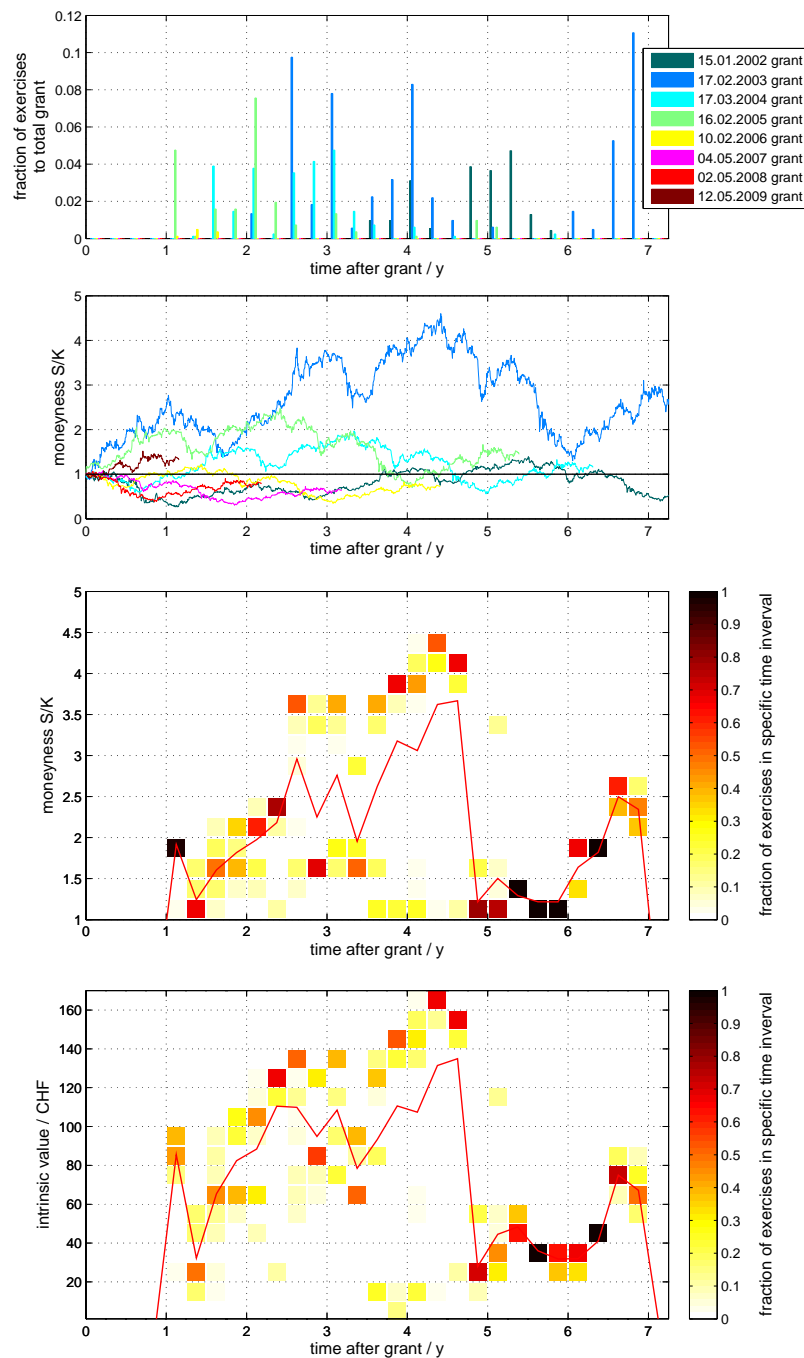 0.12
0.1
0.08
0.06
0.04
0.02
0
fraction of exercises
to total grant
15.01.2002 grant
17.02.2003 grant
17.03.2004 grant
16.02.2005 grant
10.02.2006 grant
04.05.2007 grant
02.05.2008 grant
12.05.2009 grant
0 1 2 3 4 5 6 7
time after grant / y
5
4
3
2
1
0
moneyness S/K
0 1 2 3 4 5 6 7
time after grant / y
5
4.5
4
3.5
3
2.5
2
1.5
1
moneyness S/K
0 1 2 3 4 5 6 7
time after grant / y
1
0.9
0.8
0.7
0.6
0.5
0.4
0.3
0.2
0.1
0
fraction of exercises in specific time inverval
160
140
120
100
80
60
40
20
intrinsic value / CHF
0 1 2 3 4 5 6 7
time after grant / y
1
0.9
0.8
0.7
0.6
0.5
0.4
0.3
0.2
0.1
0
fraction of exercises in specific time inverval